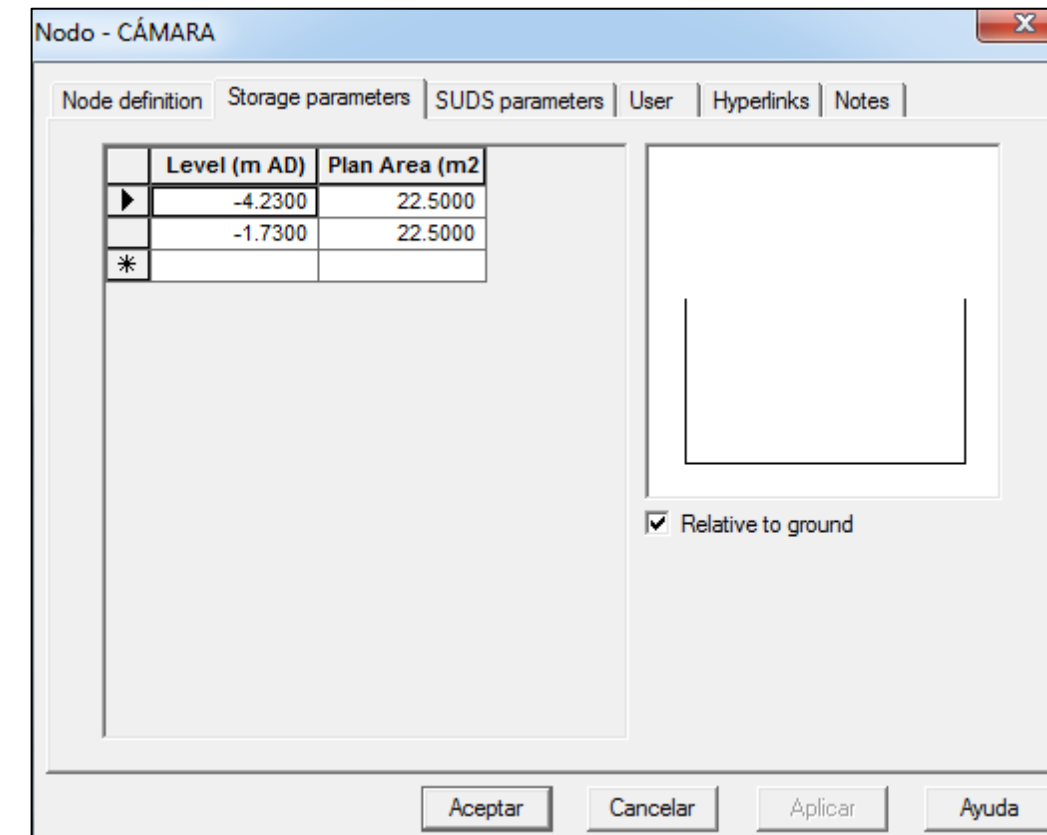 Nodo - CÁMARA
Node definition Storage parameters SUDS parameters User Hyperlinks Notes
Level (m AD) Plan Area (m2
-4.2300 22.5000
-1.7300 22.5000
Relative to ground
Aceptar Cancelar Aplicar Ayuda